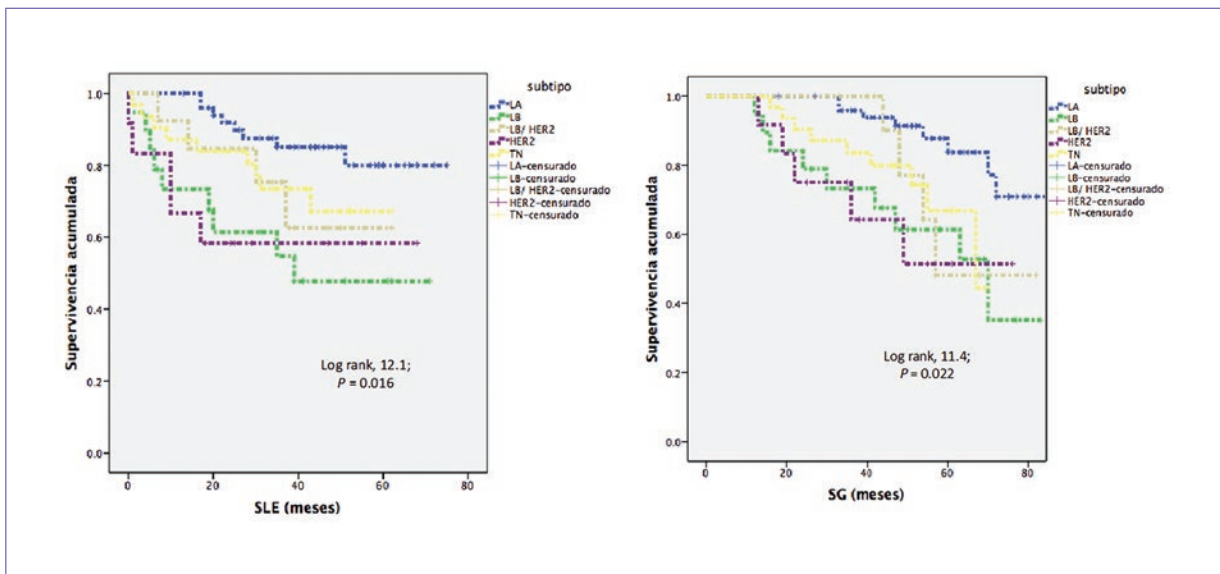 subtipo
LA
LB
LB/ HER2
HER2
TN
LA-censurado
LB-censurado
LB/ HER2-censurado
HER2-censurado
TN-censurado
Supervivencia acumulada
1.0
0.8
0.6
0.4
0.2
0.0
Log rank, 12.1;
P = 0.016
0 20 40 60 80
SLE (meses)
subtipo
LA
LB
LB/ HER2
HER2
TN
LA-censurado
LB-censurado
LB/ HER2-censurado
HER2-censurado
TN-censurado
Supervivencia acumulada
1.0
0.8
0.6
0.4
0.2
0.0
Log rank, 11.4;
P = 0.022
0 20 40 60 80
SG (meses)